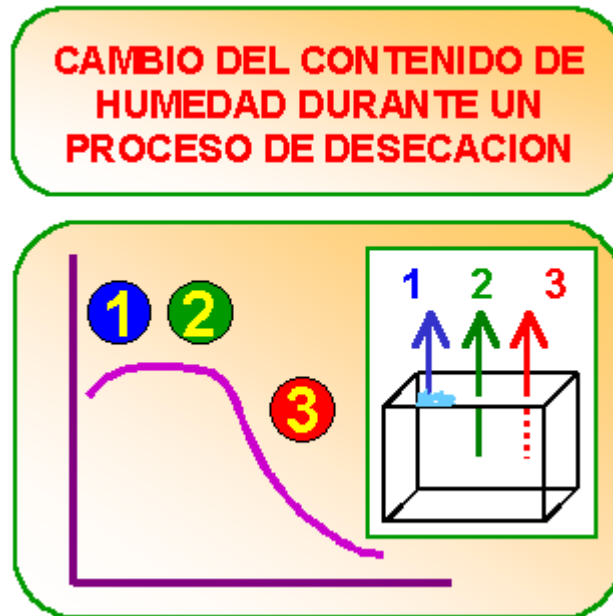 CAMBIO DEL CONTENIDO DE
HUMEDAD DURANTE UN
PROCESO DE DESECACION
1 2
3
1 2 3